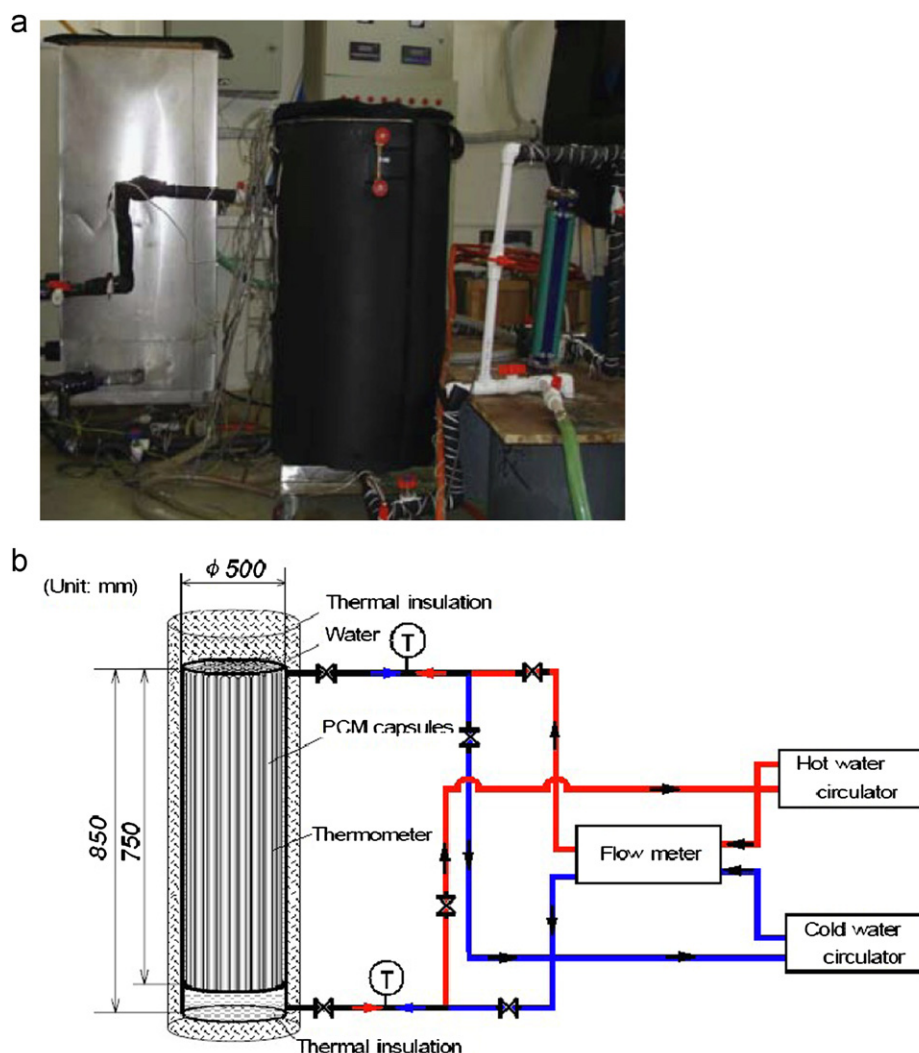 a
b
(Unit: mm)
ϕ 500
Thermal insulation
Water
T
PCM capsules
Thermometer
850
750
Hot water
circulator
Flow meter
Cold water
circulator
T
Thermal insulation